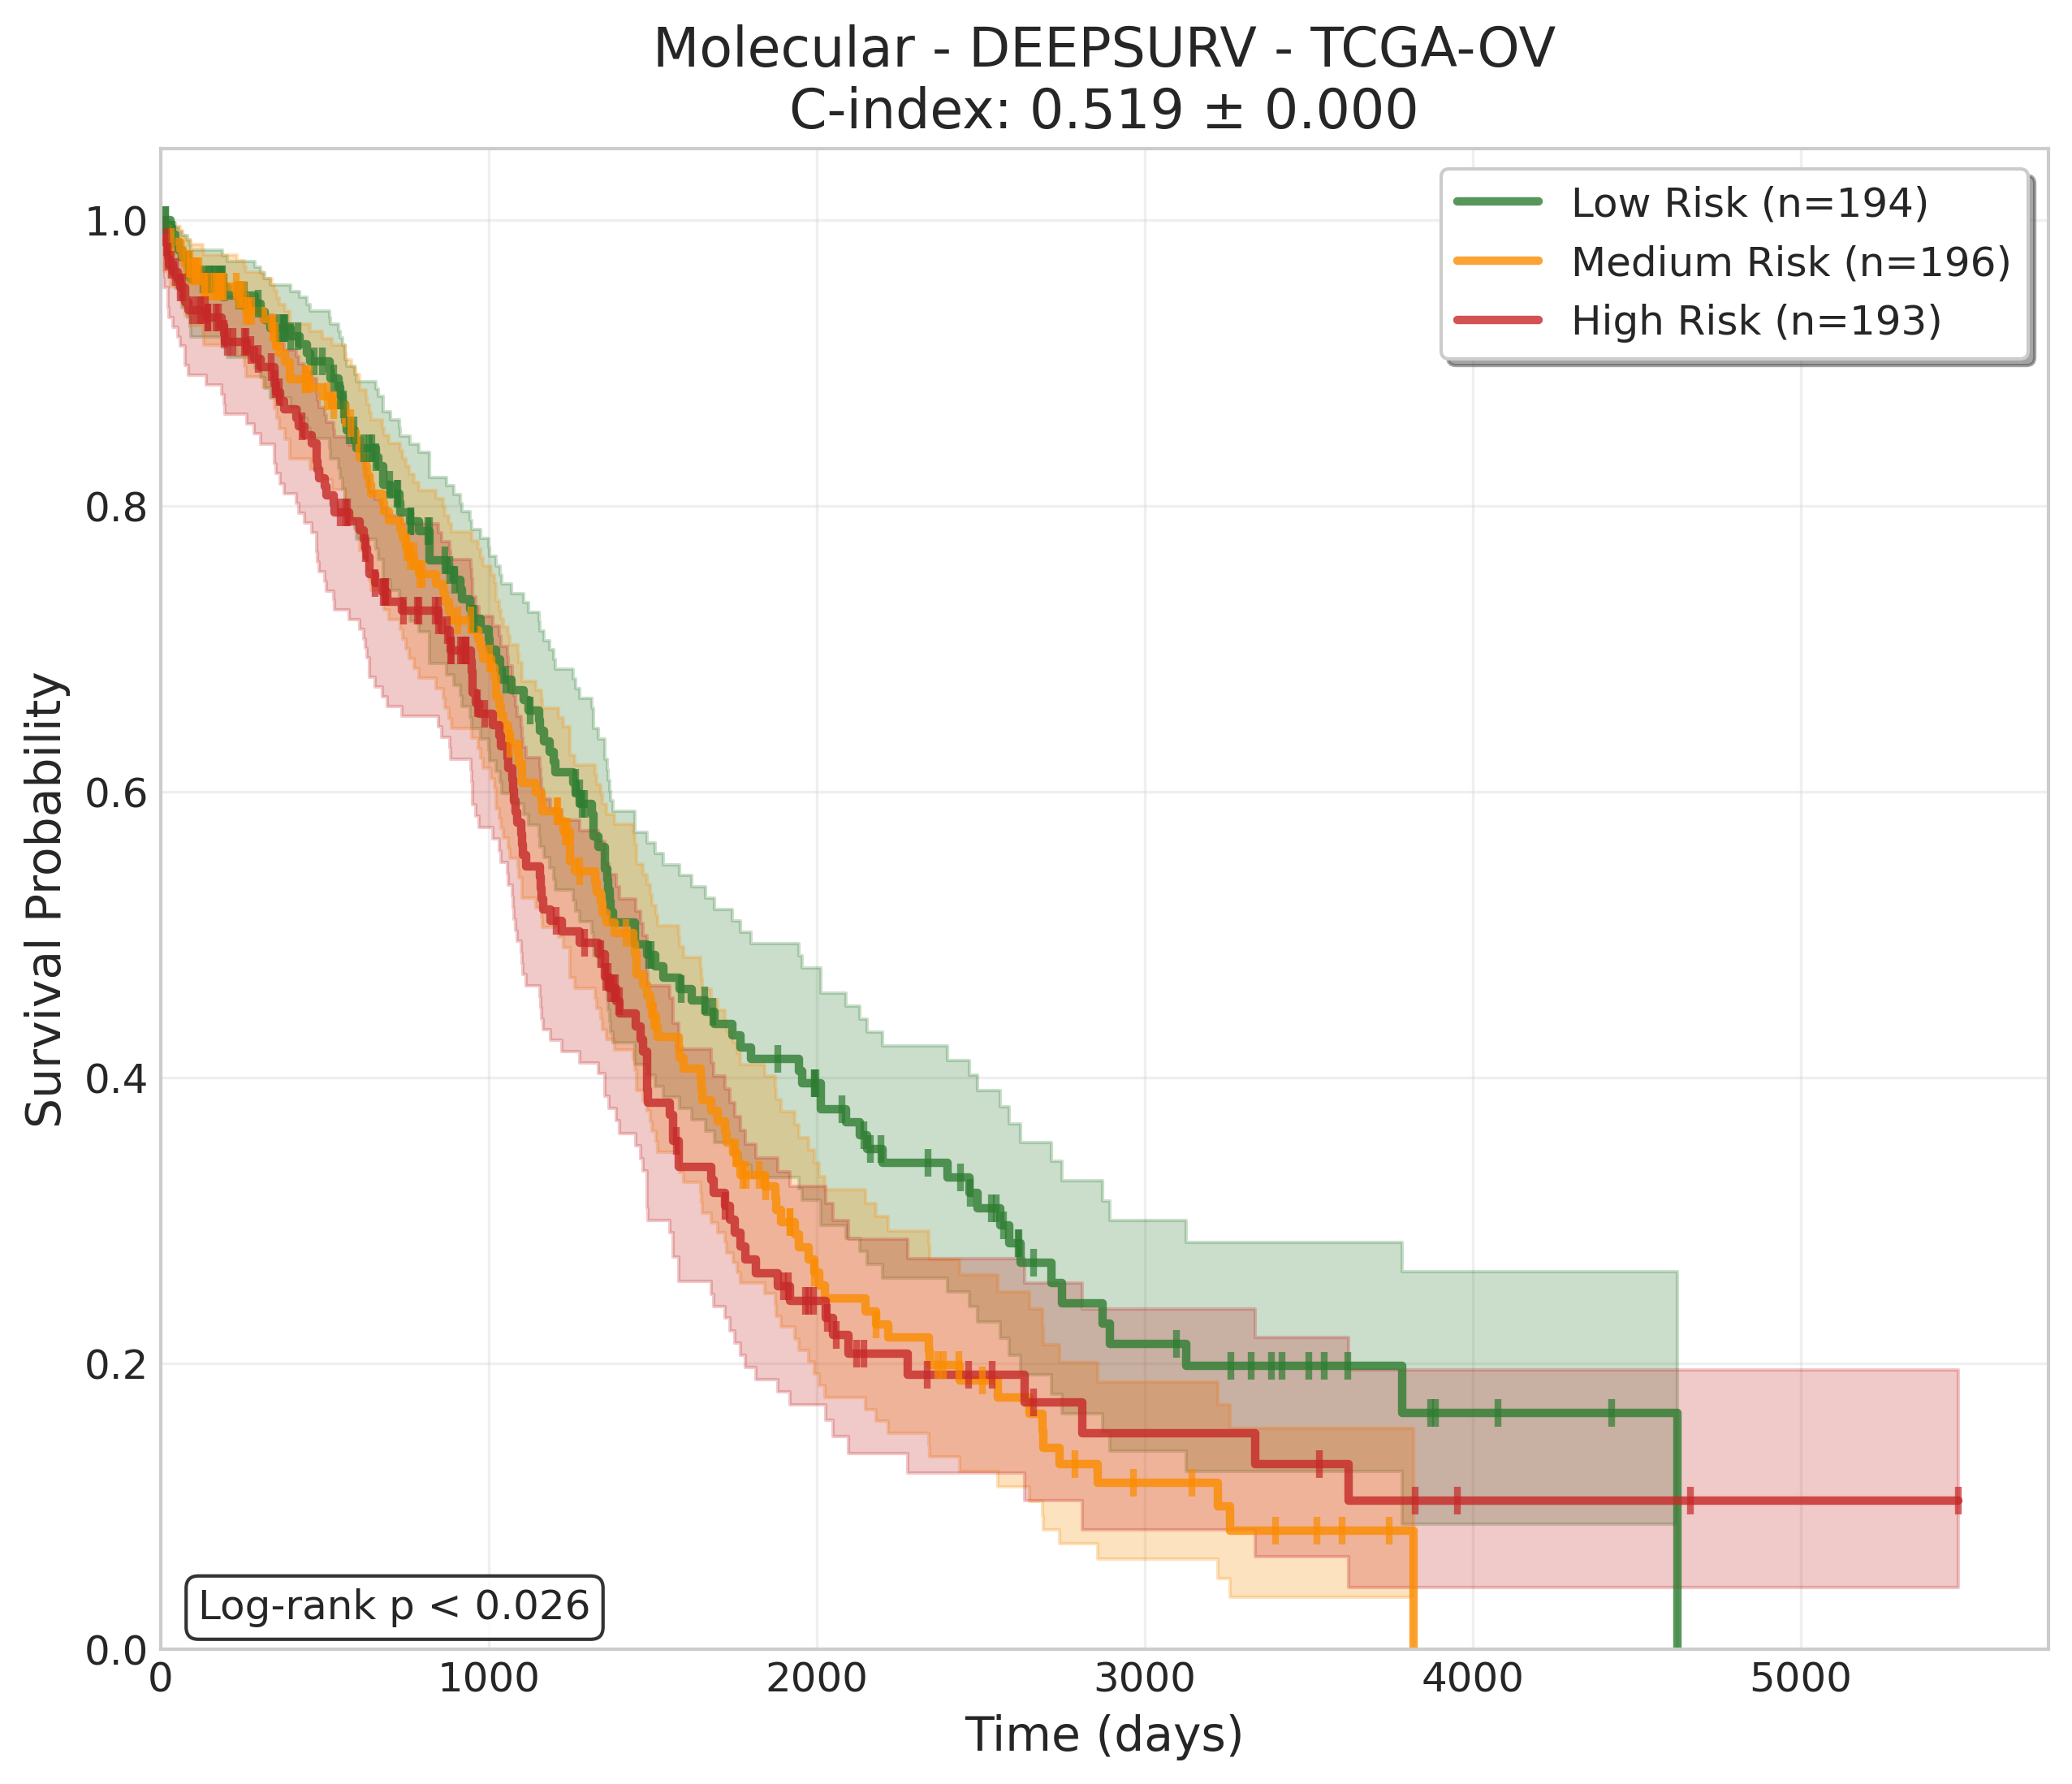 Molecular - DEEPSURV - TCGA-OV
C-index: 0.519 ± 0.000
Low Risk (n=194)
Medium Risk (n=196)
High Risk (n=193)
Survival Probability
1.0
0.8
0.6
0.4
0.2
0.0
Log-rank p < 0.026
0 1000 2000 3000 4000 5000
Time (days)